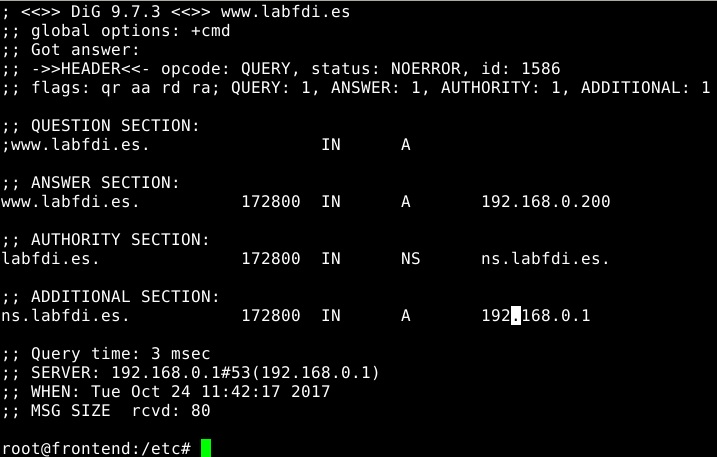 ; <<>> DiG 9.7.3 <<>> www.labfdi.es
;; global options: +cmd
;; Got answer:
;; ->>HEADER<<- opcode: QUERY, status: NOERROR, id: 1586
;; flags: qr aa rd ra; QUERY: 1, ANSWER: 1, AUTHORITY: 1, ADDITIONAL: 1
;; QUESTION SECTION:
;www.labfdi.es. IN A
;; ANSWER SECTION:
www.labfdi.es. 172800 IN A 192.168.0.200
;; AUTHORITY SECTION:
labfdi.es. 172800 IN NS ns.labfdi.es.
;; ADDITIONAL SECTION:
ns.labfdi.es. 172800 IN A 192.168.0.1
;; Query time: 3 msec
;; SERVER: 192.168.0.1#53(192.168.0.1)
;; WHEN: Tue Oct 24 11:42:17 2017
;; MSG SIZE rcvd: 80
root@frontend:/etc#